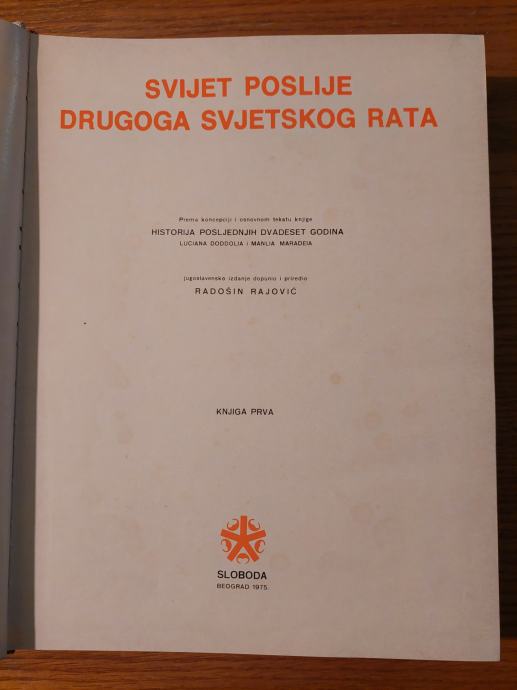 SVIJET POSLIJE
DRUGOGA SVJETSKOG RATA
Prema koncepciji i osnovnom tekstu knjige
HISTORIJA POSLJEDNJIH DVADESET GODINA
LUCIANA DODDOLIA i MANLIA MARADEIA
jugoslavensko izdanje dopunio i priredio
RADOŠIN RAJOVIĆ
KNJIGA PRVA
SLOBODA
BEOGRAD 1975.